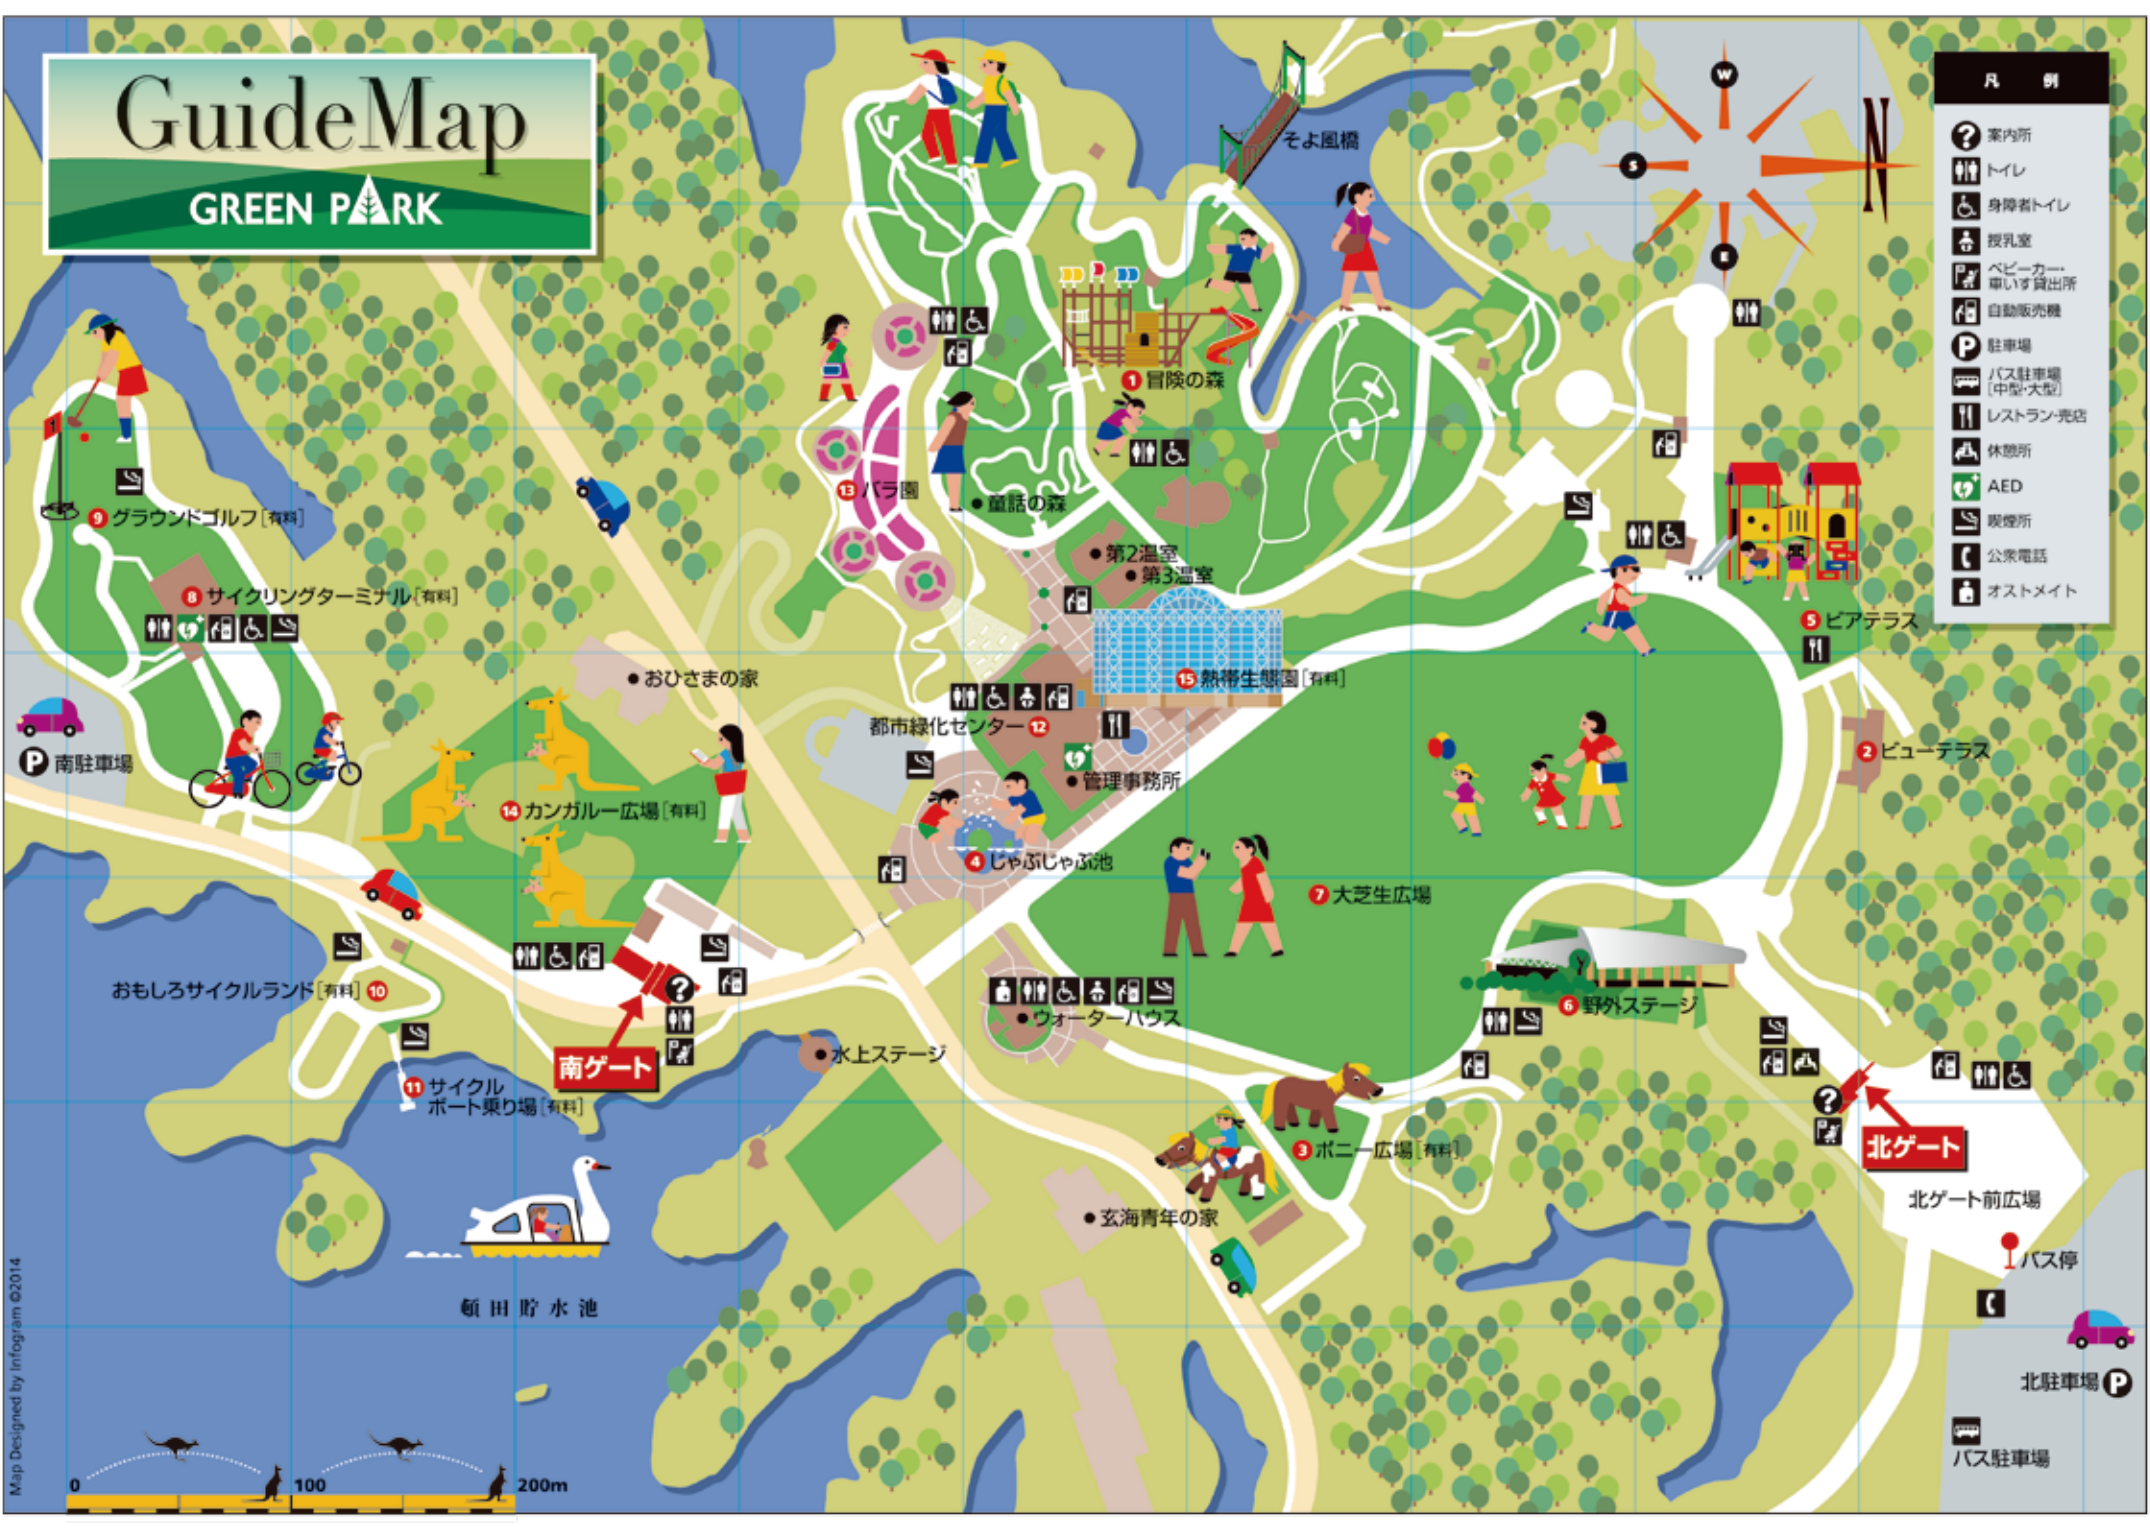 GuideMap
GREEN PARK
W
S
N
E
凡 例
案内所
トイレ
身障者トイレ
授乳室
ベビーカー・
車いす貸出所
自動販売機
P 駐車場
バス駐車場
[中型・大型]
レストラン・売店
休憩所
AED
喫煙所
公衆電話
オストメイト
そよ風橋
1 冒険の森
13 バラ園
童話の森
第2温室
第3温室
1
9 グラウンドゴルフ[有料]
8 サイクリングターミナル[有料]
5 ビアテラス
おひさまの家
15 熱帯生態園[有料]
都市緑化センター 12
2 ビューテラス
P 南駐車場
管理事務所
14 カンガルー広場[有料]
4 じゃぶじゃぶ池
7 大芝生広場
おもしろサイクルランド[有料] 10
6 野外ステージ
ウォーターハウス
南ゲート
水上ステージ
11 サイクル
ボート乗り場[有料]
3 ポニー広場[有料]
北ゲート
北ゲート前広場
玄海青年の家
バス停
頓田貯水池
北駐車場 P
バス駐車場
0 100 200m
Map Designed by Infogram ©2014